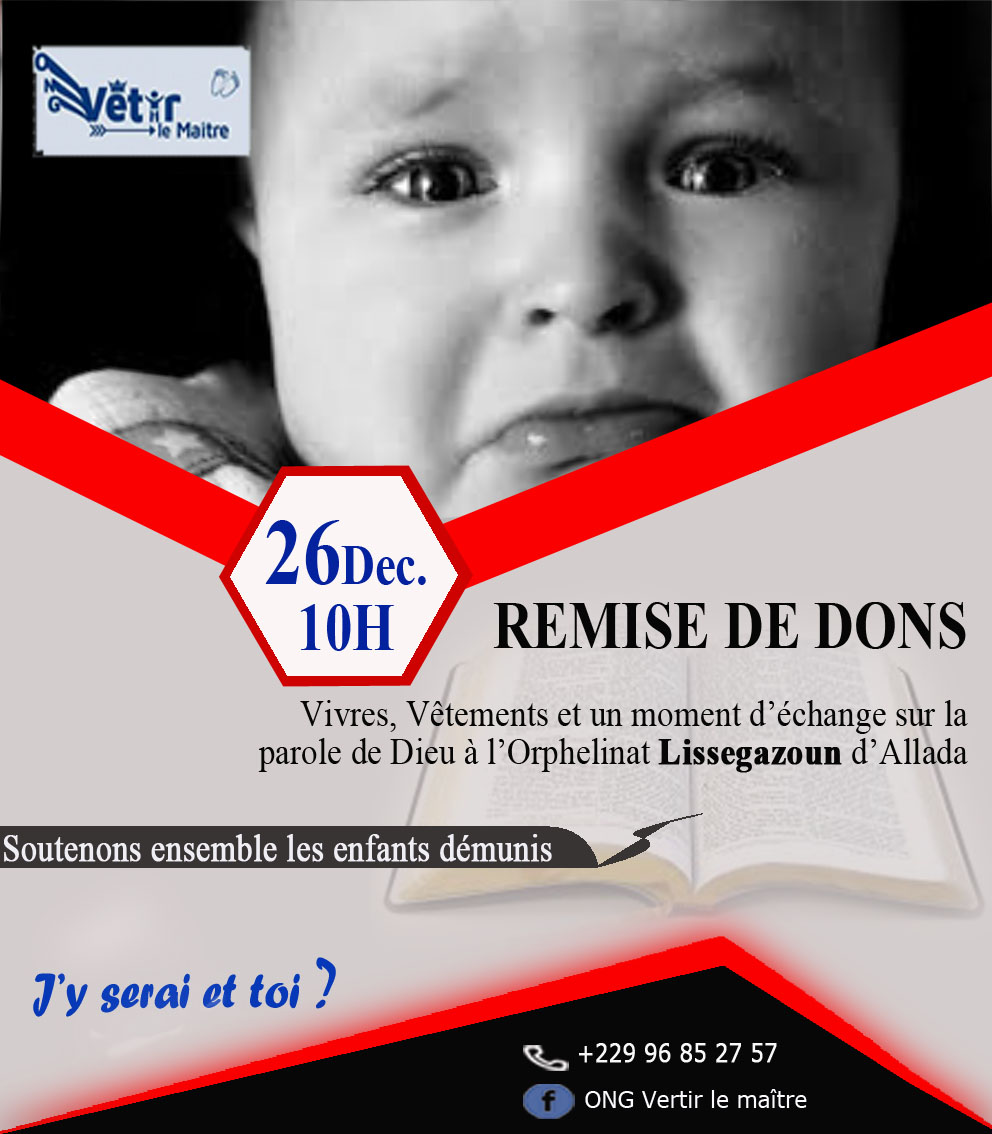 ONG
Vêtir
le Maitre
26Dec.
10H
REMISE DE DONS
Vivres, Vêtements et un moment d’échange sur la
parole de Dieu à l’Orphelinat Lissegazoun d’Allada
Soutenons ensemble les enfants démunis
J’y serai et toi ?
+229 96 85 27 57
f ONG Vertir le maître